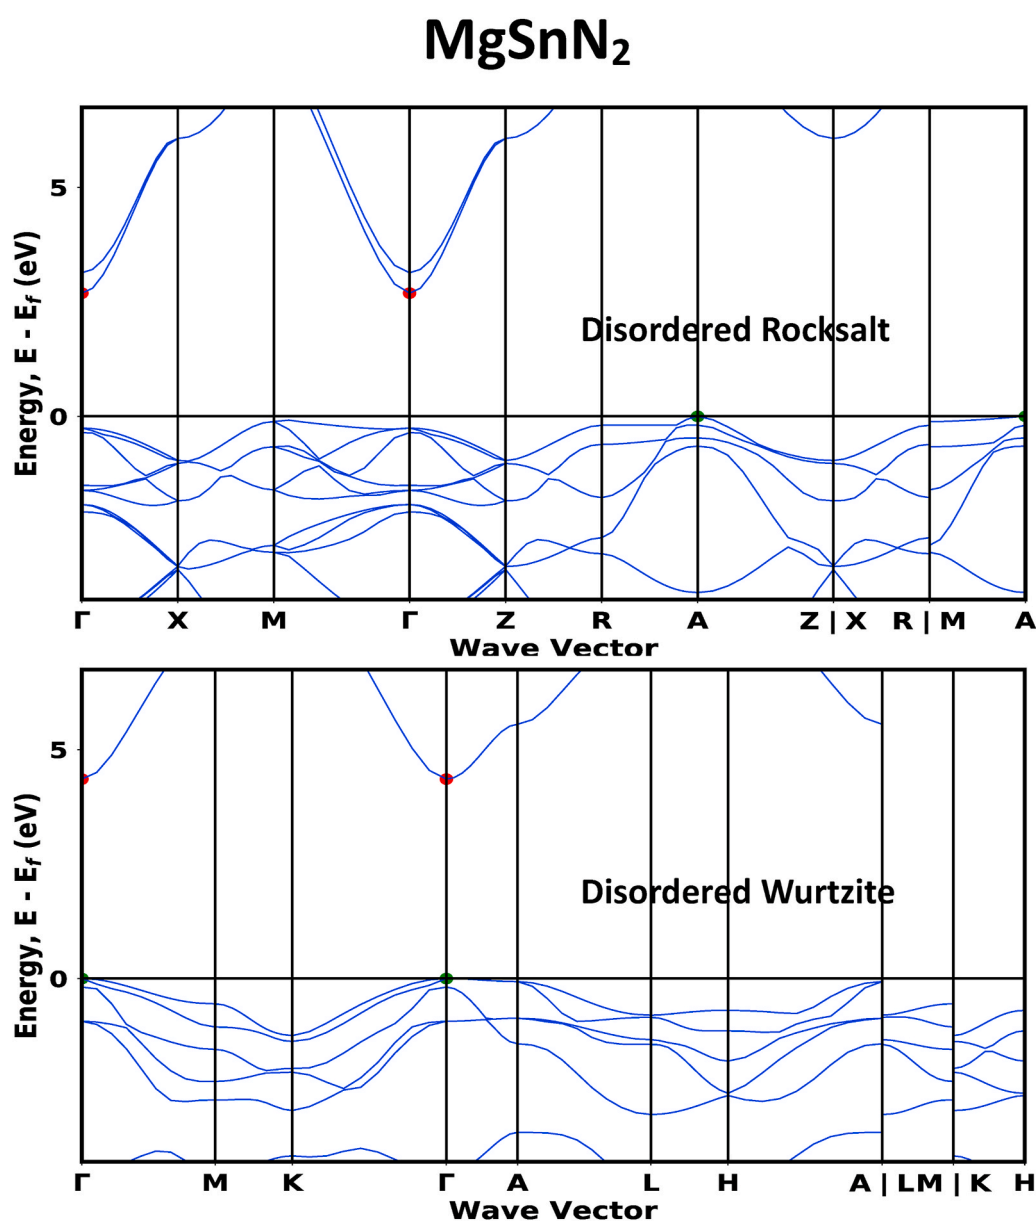 MgSnN₂
5
0
Energy, E - E_f (eV)
Disordered Rocksalt
Γ X M Γ Z R A Z | X R | M A
Wave Vector
5
0
Energy, E - E_f (eV)
Disordered Wurtzite
Γ M K Γ A L H A | L M | K H
Wave Vector